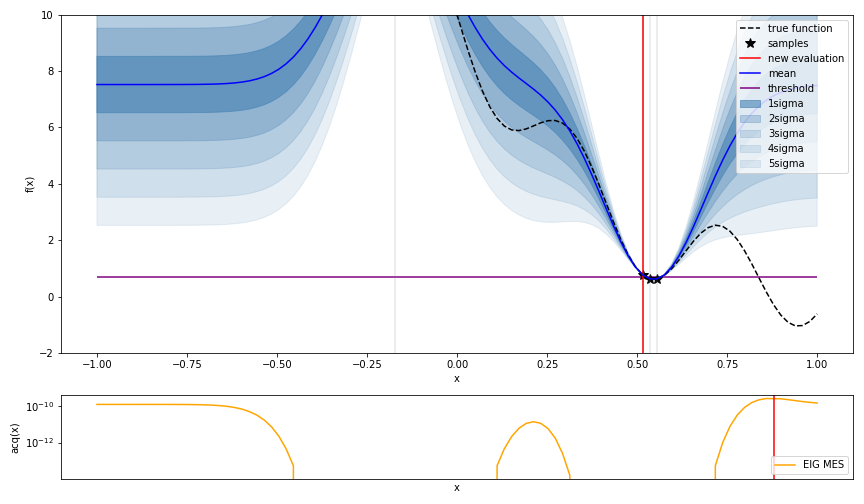 10
8
6
4
2
0
−2
f(x)
true function
samples
new evaluation
mean
threshold
1sigma
2sigma
3sigma
4sigma
5sigma
−1.00 −0.75 −0.50 −0.25 0.00 0.25 0.50 0.75 1.00
x
10⁻¹⁰
10⁻¹²
acq(x)
EIG MES
x